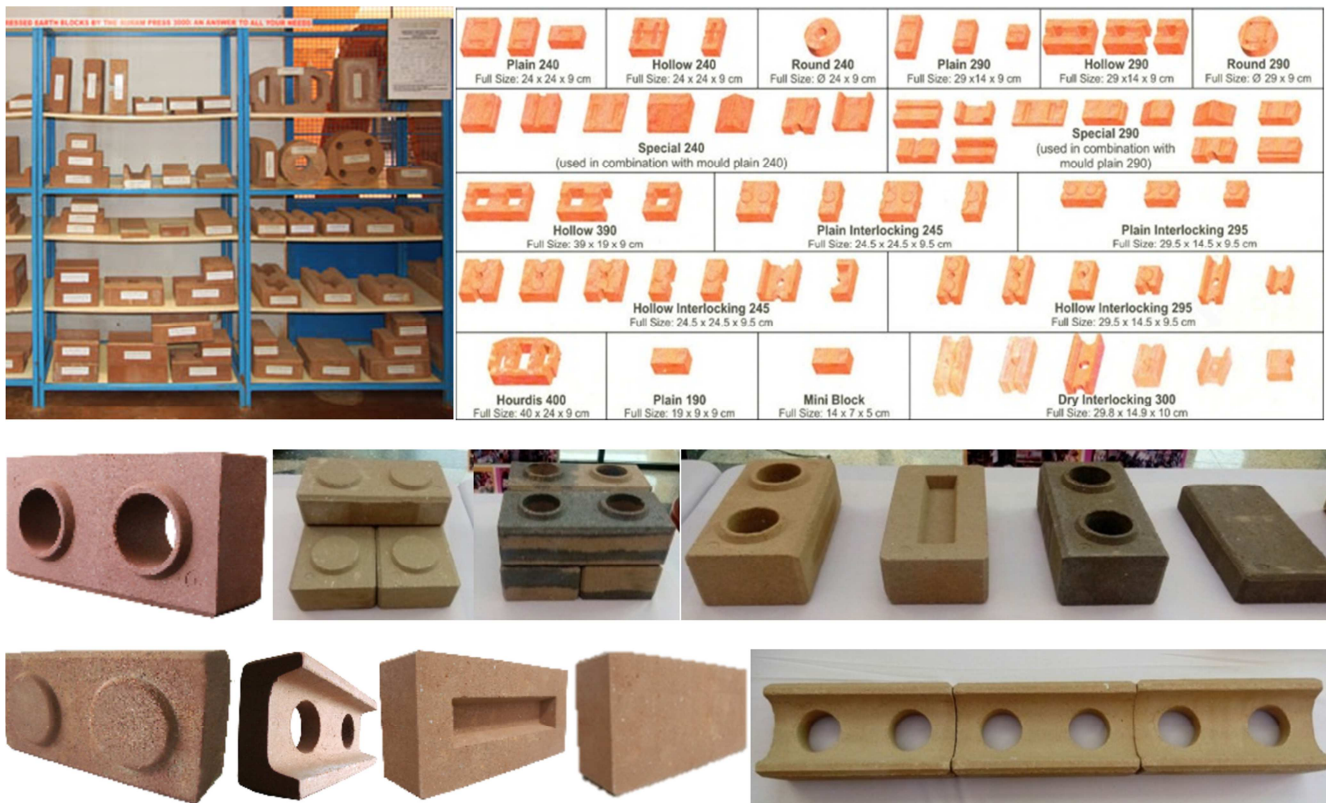 RESSED EARTH BLOCKS BY THE AURAM PRESS 3000: AN ANSWER TO ALL YOUR NEEDS
Plain 240
Full Size: 24 x 24 x 9 cm
Hollow 240
Full Size: 24 x 24 x 9 cm
Round 240
Full Size: Ø 24 x 9 cm
Plain 290
Full Size: 29 x14 x 9 cm
Hollow 290
Full Size: 29 x14 x 9 cm
Round 290
Full Size: Ø 29 x 9 cm
Special 240
(used in combination with mould plain 240)
Special 290
(used in combination with
mould plain 290)
Hollow 390
Full Size: 39 x 19 x 9 cm
Plain Interlocking 245
Full Size: 24.5 x 24.5 x 9.5 cm
Plain Interlocking 295
Full Size: 29.5 x 14.5 x 9.5 cm
Hollow Interlocking 245
Full Size: 24.5 x 24.5 x 9.5 cm
Hollow Interlocking 295
Full Size: 29.5 x 14.5 x 9.5 cm
Hourdis 400
Full Size: 40 x 24 x 9 cm
Plain 190
Full Size: 19 x 9 x 9 cm
Mini Block
Full Size: 14 x 7 x 5 cm
Dry Interlocking 300
Full Size: 29.8 x 14.9 x 10 cm